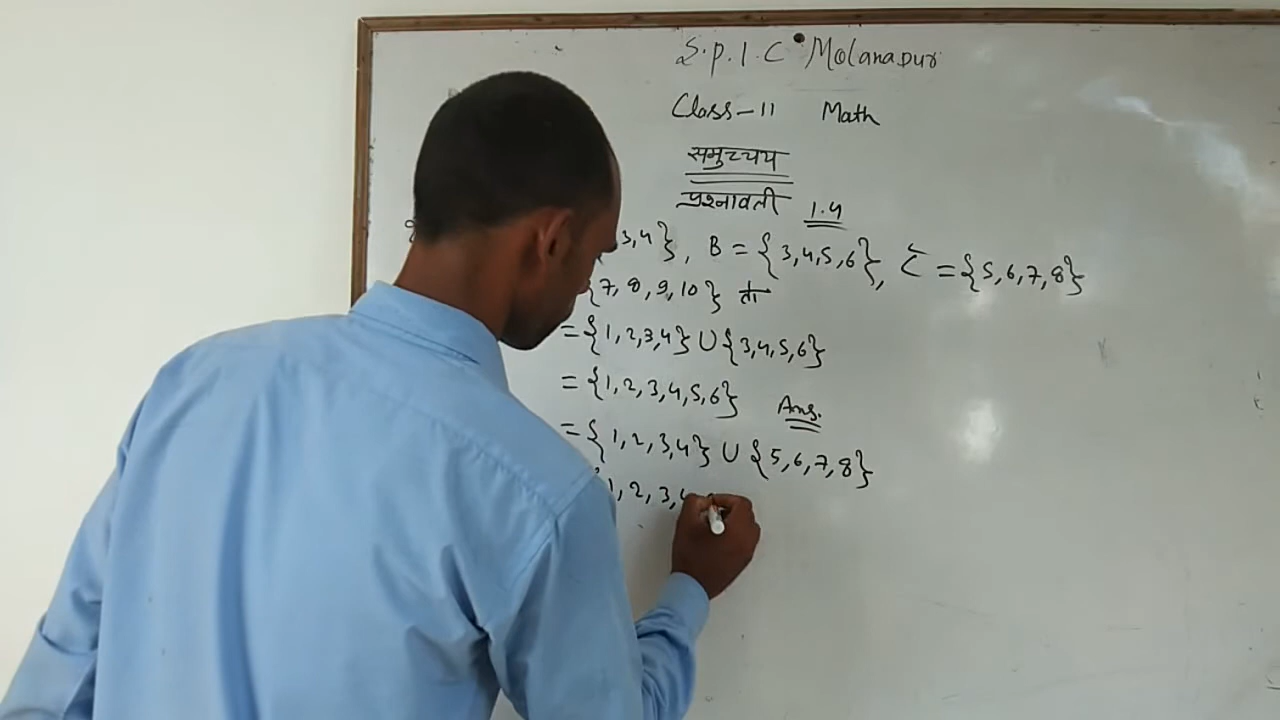 S.P.I.C Molanapur
Class-11 Math
समुच्चय
प्रश्नावली 1.4
3,4}, B = {3,4,5,6}, C = {5,6,7,8}
{7,8,9,10} तो
= {1,2,3,4} ∪ {3,4,5,6}
= {1,2,3,4,5,6} Ans.
= {1,2,3,4} ∪ {5,6,7,8}
1,2,3,4